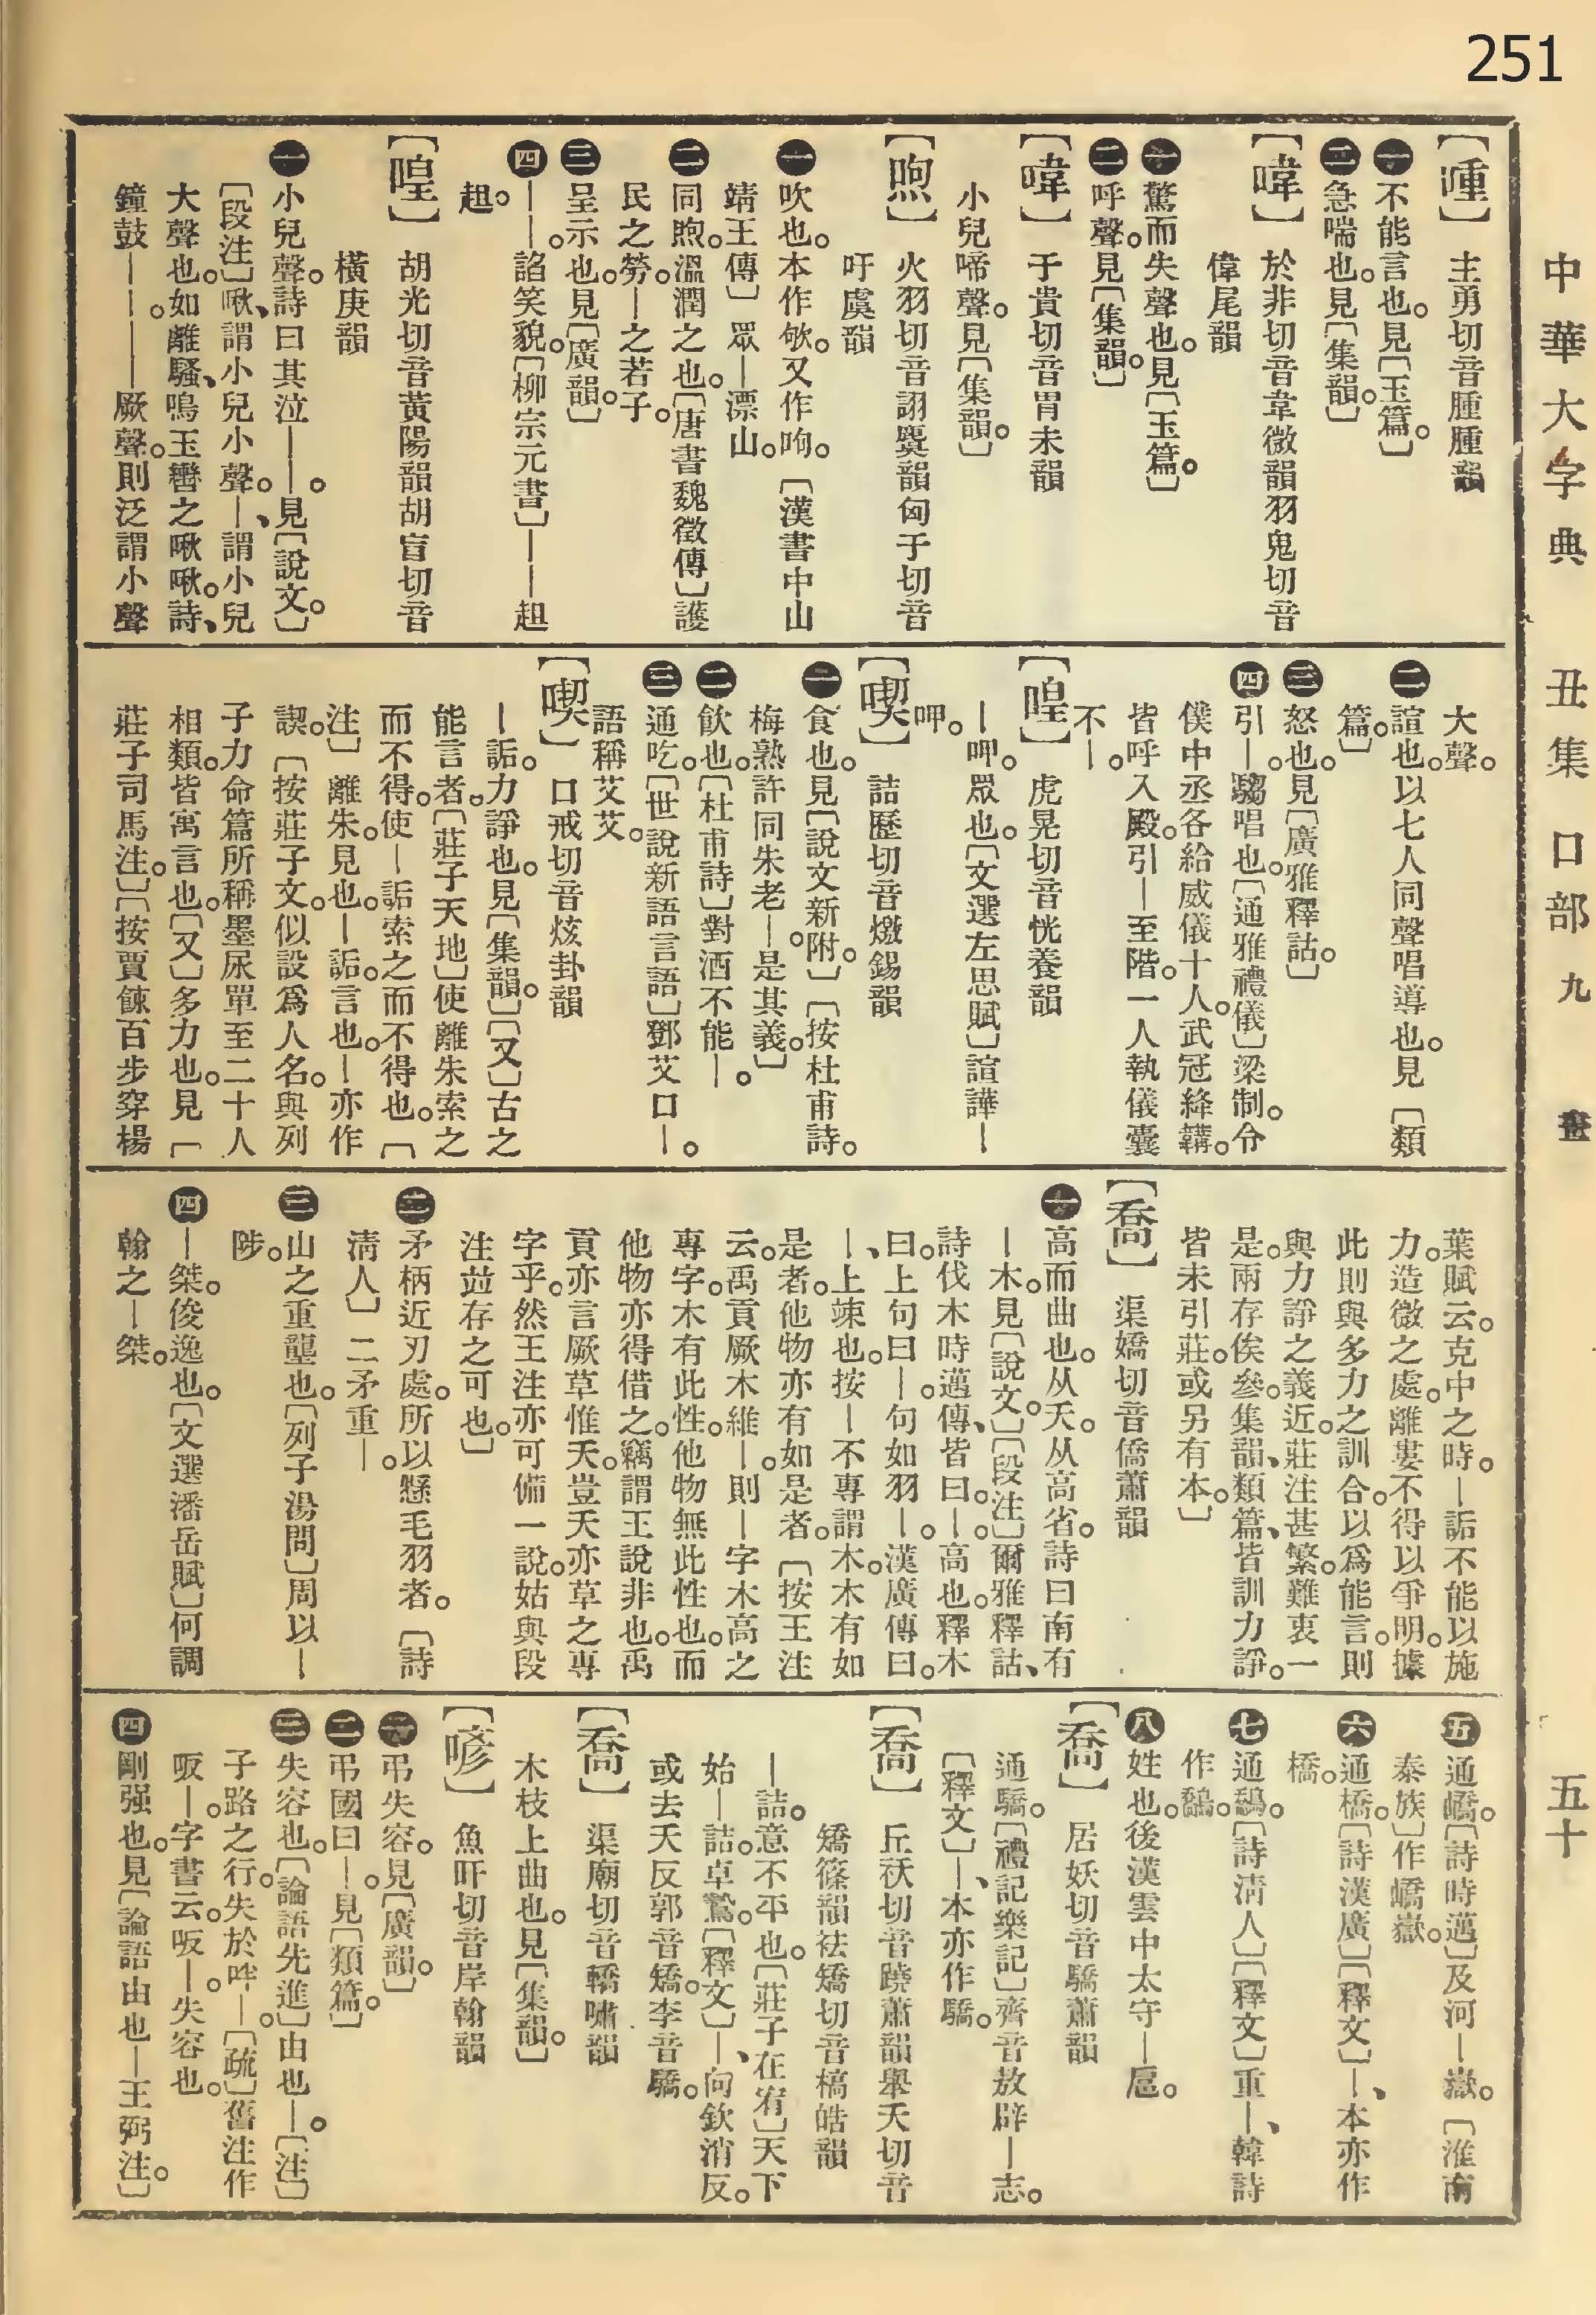 251
中華大字典 丑集 口部 九畫 五十
【喠】 主勇切音腫腫韻
㊀不能言也。見〔玉篇。〕
㊁急喘也。見〔集韻。〕
【喡】 於非切音韋微韻羽鬼切音
偉尾韻
㊀驚而失聲也。見〔玉篇。〕
㊁呼聲。見〔集韻。〕
【喡】 于貴切音胃未韻
小兒啼聲。見〔集韻。〕
【喣】 火羽切音詡麌韻匈于切音
吁虞韻
㊀吹也。本作欨。又作呴。〔漢書中山
靖王傳〕眾｜漂山。
㊁同煦。溫潤之也。〔唐書魏徵傳〕護
民之勞。｜之若子。
㊂呈示也。見〔廣韻。〕
㊃｜｜。諂笑貌。〔柳宗元書〕｜｜｜趄
趄。
【喤】 胡光切音黃陽韻胡盲切音
橫庚韻
㊀小兒聲。詩曰其泣｜｜。見〔說文。〕
〔段注〕啾、謂小兒小聲。｜、謂小兒
大聲也。如離騷、鳴玉鸞之啾啾。詩、
鐘鼓｜｜。｜｜厥聲。則泛謂小聲
大聲。
㊁諠也。以七人同聲唱導也。見〔類
篇。〕
㊂怒也。見〔廣雅釋詁。〕
㊃引｜。騶唱也。〔通雅禮儀〕梁制。令
僕中丞各給威儀十人。武冠絳韝。
皆呼入殿。引｜至階。一人執儀囊
不｜。
【喤】 虎晃切音恍養韻
｜呷。眾也。〔文選左思賦〕諠譁｜
呷。
【喫】 詰歷切音燩錫韻
㊀食也。見〔說文新附。〕〔按杜甫詩。
梅熟許同朱老｜。是其義。〕
㊁飲也。〔杜甫詩〕對酒不能｜。
㊂通吃。〔世說新語言語〕鄧艾口｜。
語稱艾艾。
【喫】 口戒切音炫卦韻
｜詬。力諍也。見〔集韻。〕〔又〕古之
能言者。〔莊子天地〕使離朱索之
而不得。使｜詬索之而不得也。〔
注〕離朱。見也。｜詬。言也。｜亦作
謑。〔按莊子文。似設爲人名。與列
子力命篇所稱墨杘單至二十人
相類。皆寓言也。〔又〕多力也。見〔
莊子司馬注。〕〔按賈餗百步穿楊
葉賦云。克中之時。｜詬不能以施
力。造微之處。離婁不得以爭明。據
此則與多力之訓合。以爲能言。則
與力諍之義近。莊注甚繁。難衷一
是。兩存俟參。集韻、類篇、皆訓力諍。
皆未引莊。或另有本。〕
【喬】 渠嬌切音僑蕭韻
㊀高而曲也。从夭。从高省。詩曰南有
｜木。見〔說文。〕〔段注〕爾雅釋詁、
詩伐木時邁傳、皆曰。｜。高也。釋木
曰。上句曰｜。句如羽｜。漢廣傳曰。
｜、上竦也。按｜不專謂木。木有如
是者。他物亦有如是者。〔按王注
云。禹貢厥木維｜。則｜字木高之
專字。木有此性。他物無此性也。而
他物亦得借之。竊謂王說非也。禹
貢亦言厥草惟夭。豈夭亦草之專
字乎。然王注亦可備一說。姑與段
注竝存之可也。〕
㊁矛柄近刃處。所以懸毛羽者。〔詩
清人〕二矛重｜。
㊂山之重壟也。〔列子湯問〕周以｜
陟。
㊃｜桀。俊逸也。〔文選潘岳賦〕何調
翰之｜桀。
㊄通嶠。〔詩時邁〕及河｜嶽。〔淮南
泰族〕作嶠嶽。
㊅通橋。〔詩漢廣〕〔釋文〕｜、本亦作
橋。
㊆通鷮。〔詩清人〕〔釋文〕重｜、韓詩
作鷮。
㊇姓也。後漢雲中太守｜扈。
【喬】 居妖切音驕蕭韻
通驕。〔禮記樂記〕齊音敖辟｜志。
〔釋文〕｜、本亦作驕。
【喬】 丘祅切音蹺蕭韻舉夭切音
矯篠韻祛矯切音槁皓韻
｜詰。意不平也。〔莊子在宥〕天下
始｜詰。卓鷙。〔釋文〕｜、向欽消反。
或去夭反郭音矯。李音驕。
【喬】 渠廟切音轎嘯韻
木枝上曲也。見〔集韻。〕
【喭】 魚旰切音岸翰韻
㊀弔失容。見〔廣韻。〕
㊁弔國曰｜。見〔類篇。〕
㊂失容也。〔論語先進〕由也｜。〔注〕
子路之行。失於㕫｜。〔疏〕舊注作
㕫｜。字書云。㕫｜。失容也。
㊃剛强也。見〔論語由也｜王弼注。〕